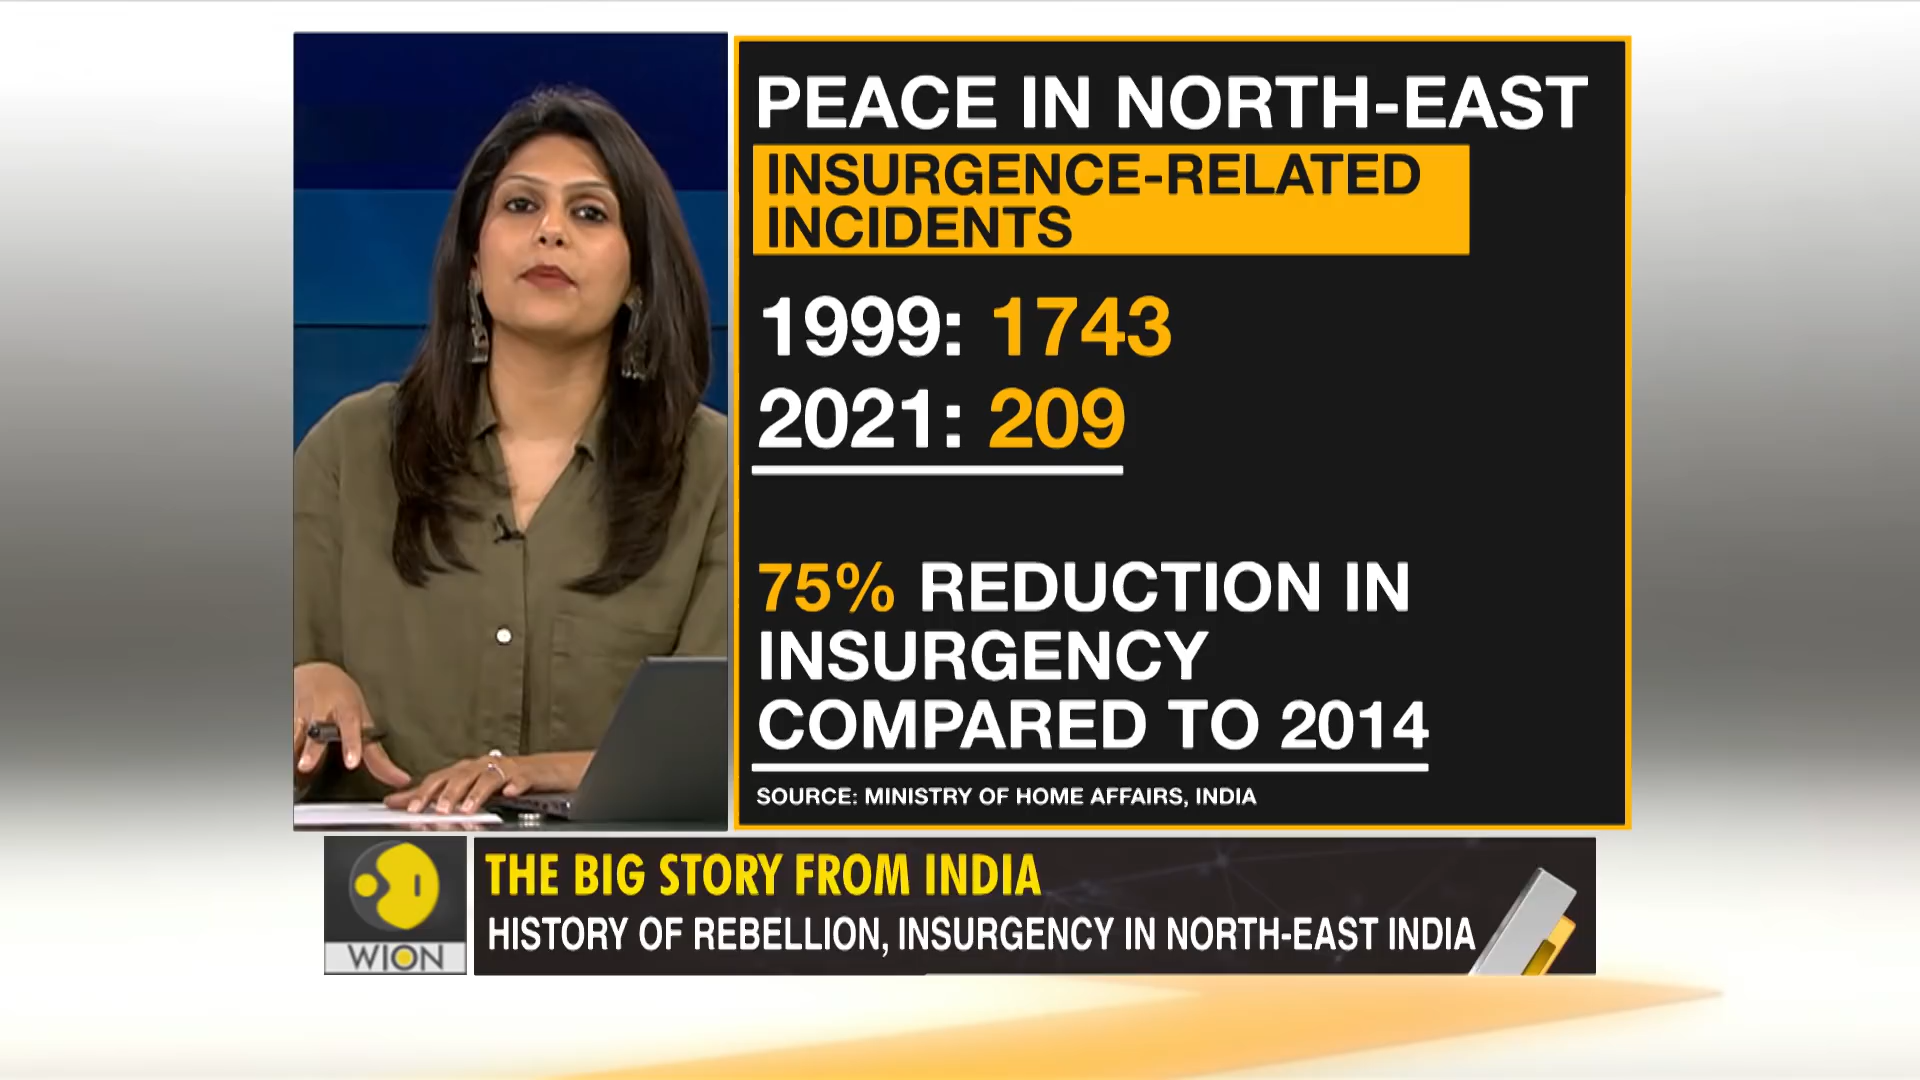 PEACE IN NORTH-EAST
INSURGENCE-RELATED
INCIDENTS
1999: 1743
2021: 209
75% REDUCTION IN
INSURGENCY
COMPARED TO 2014
SOURCE: MINISTRY OF HOME AFFAIRS, INDIA
THE BIG STORY FROM INDIA
HISTORY OF REBELLION, INSURGENCY IN NORTH-EAST INDIA
WION